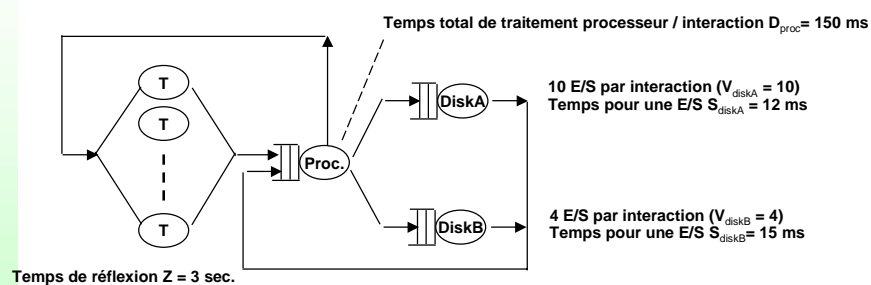 Temps total de traitement processeur / interaction Dproc= 150 ms
T
T
T
Proc.
DiskA
DiskB
10 E/S par interaction (VdiskA = 10)
Temps pour une E/S SdiskA = 12 ms
4 E/S par interaction (VdiskB = 4)
Temps pour une E/S SdiskB= 15 ms
Temps de réflexion Z = 3 sec.